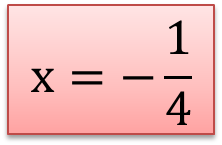 x = −1/4